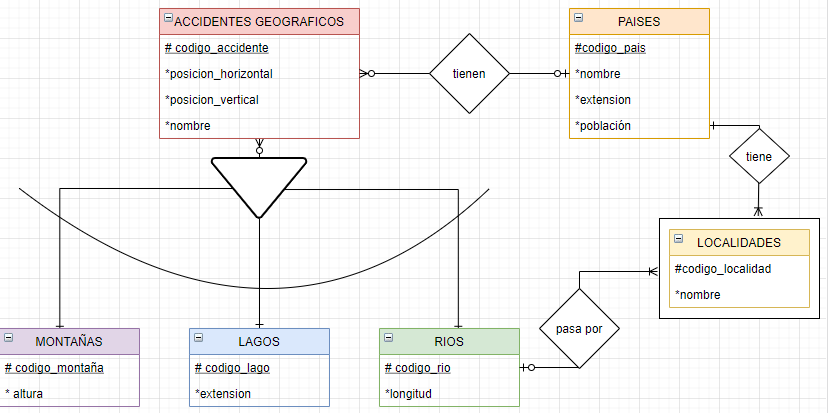 ACCIDENTES GEOGRAFICOS
# codigo_accidente
*posicion_horizontal
*posicion_vertical
*nombre
tienen
PAISES
#codigo_pais
*nombre
*extension
*población
tiene
LOCALIDADES
#codigo_localidad
*nombre
pasa por
MONTAÑAS
# codigo_montaña
* altura
LAGOS
# codigo_lago
*extension
RIOS
# codigo_rio
*longitud